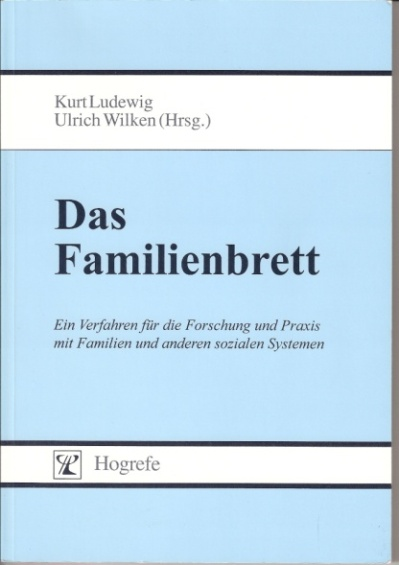 Kurt Ludewig
Ulrich Wilken (Hrsg.)
Das
Familienbrett
Ein Verfahren für die Forschung und Praxis
mit Familien und anderen sozialen Systemen
Hogrefe